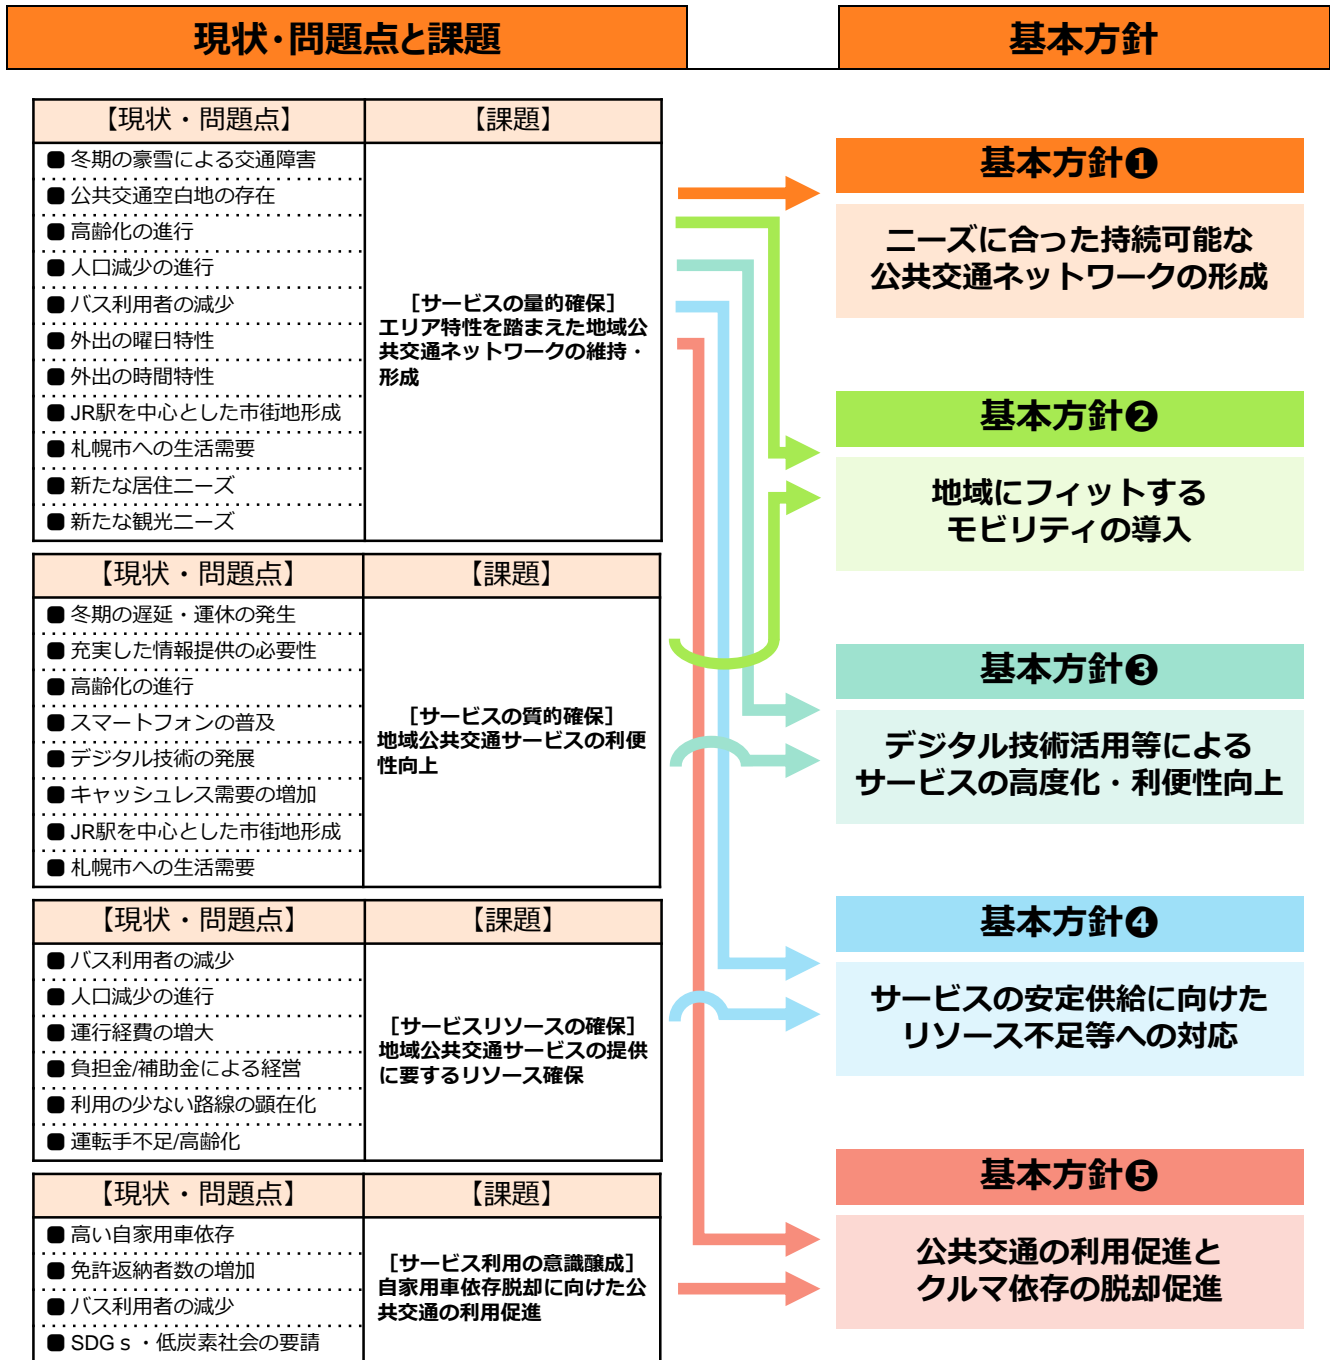 現状･問題点と課題
基本方針
【現状・問題点】
【課題】
■ 冬期の豪雪による交通障害
■ 公共交通空白地の存在
■ 高齢化の進行
■ 人口減少の進行
■ バス利用者の減少
■ 外出の曜日特性
■ 外出の時間特性
■ JR駅を中心とした市街地形成
■ 札幌市への生活需要
■ 新たな居住ニーズ
■ 新たな観光ニーズ
［サービスの量的確保］
エリア特性を踏まえた地域公
共交通ネットワークの維持・
形成
【現状・問題点】
【課題】
■ 冬期の遅延・運休の発生
■ 充実した情報提供の必要性
■ 高齢化の進行
■ スマートフォンの普及
■ デジタル技術の発展
■ キャッシュレス需要の増加
■ JR駅を中心とした市街地形成
■ 札幌市への生活需要
［サービスの質的確保］
地域公共交通サービスの利便
性向上
【現状・問題点】
【課題】
■ バス利用者の減少
■ 人口減少の進行
■ 運行経費の増大
■ 負担金/補助金による経営
■ 利用の少ない路線の顕在化
■ 運転手不足/高齢化
［サービスリソースの確保］
地域公共交通サービスの提供
に要するリソース確保
【現状・問題点】
【課題】
■ 高い自家用車依存
■ 免許返納者数の増加
■ バス利用者の減少
■ SDGｓ・低炭素社会の要請
［サービス利用の意識醸成］
自家用車依存脱却に向けた公
共交通の利用促進
基本方針❶
ニーズに合った持続可能な
公共交通ネットワークの形成
基本方針❷
地域にフィットする
モビリティの導入
基本方針❸
デジタル技術活用等による
サービスの高度化・利便性向上
基本方針❹
サービスの安定供給に向けた
リソース不足等への対応
基本方針❺
公共交通の利用促進と
クルマ依存の脱却促進